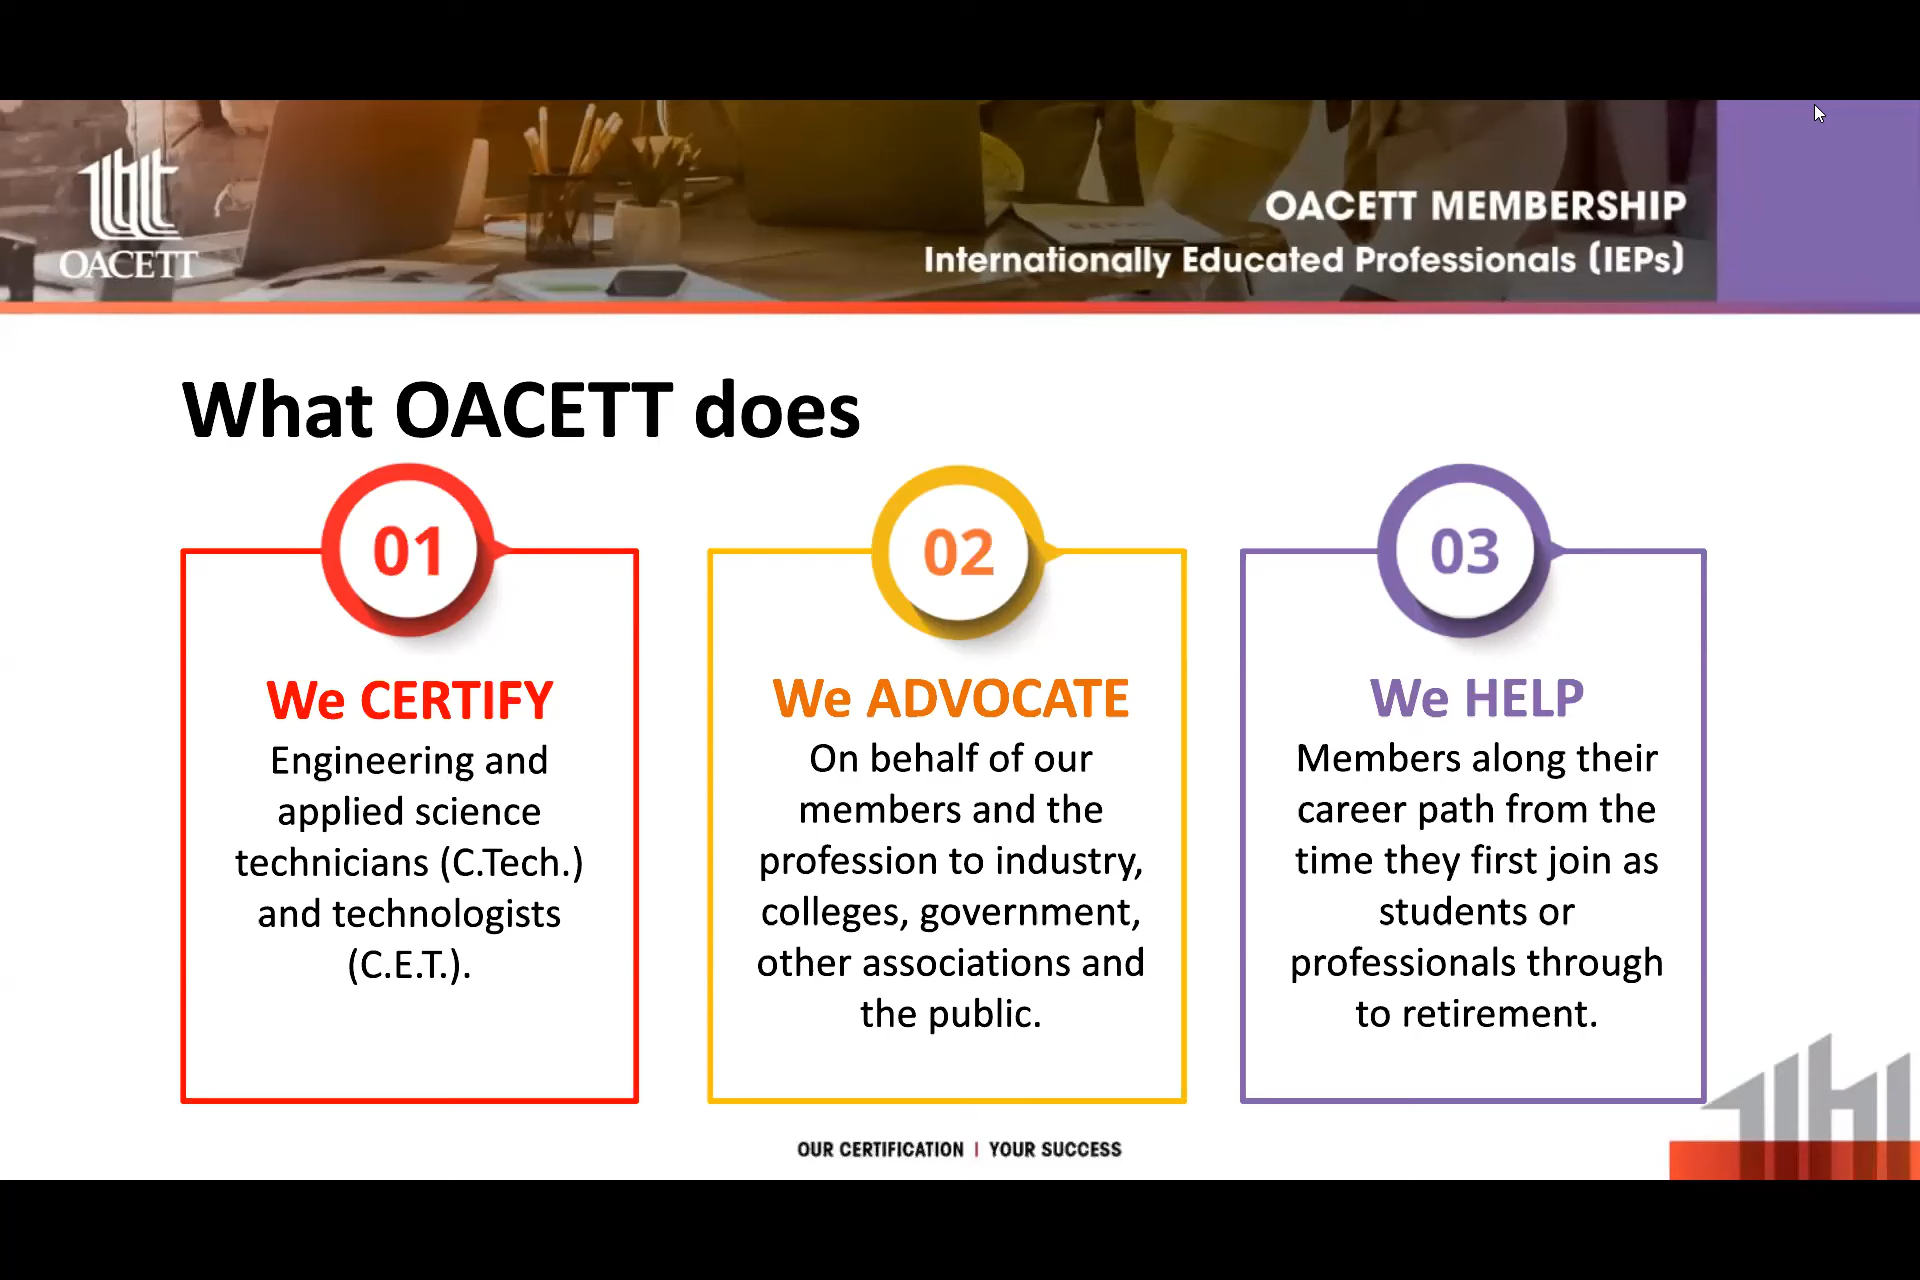 OACETT
OACETT MEMBERSHIP
Internationally Educated Professionals (IEPs)
What OACETT does
01
We CERTIFY
Engineering and
applied science
technicians (C.Tech.)
and technologists
(C.E.T.).
02
We ADVOCATE
On behalf of our
members and the
profession to industry,
colleges, government,
other associations and
the public.
03
We HELP
Members along their
career path from the
time they first join as
students or
professionals through
to retirement.
OUR CERTIFICATION | YOUR SUCCESS